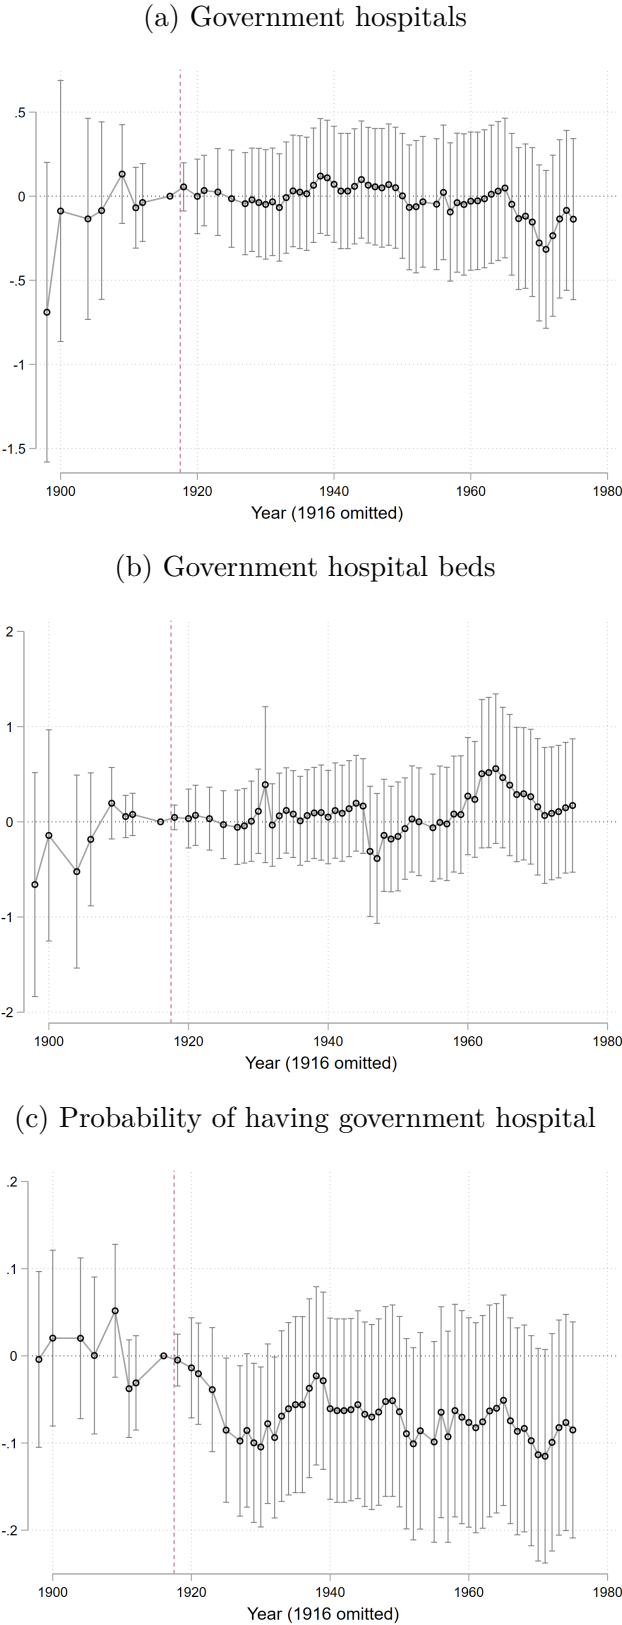 (a) Government hospitals
.5
0
-.5
-1
-1.5
1900 1920 1940 1960 1980
Year (1916 omitted)
(b) Government hospital beds
2
1
0
-1
-2
1900 1920 1940 1960 1980
Year (1916 omitted)
(c) Probability of having government hospital
.2
.1
0
-.1
-.2
1900 1920 1940 1960 1980
Year (1916 omitted)